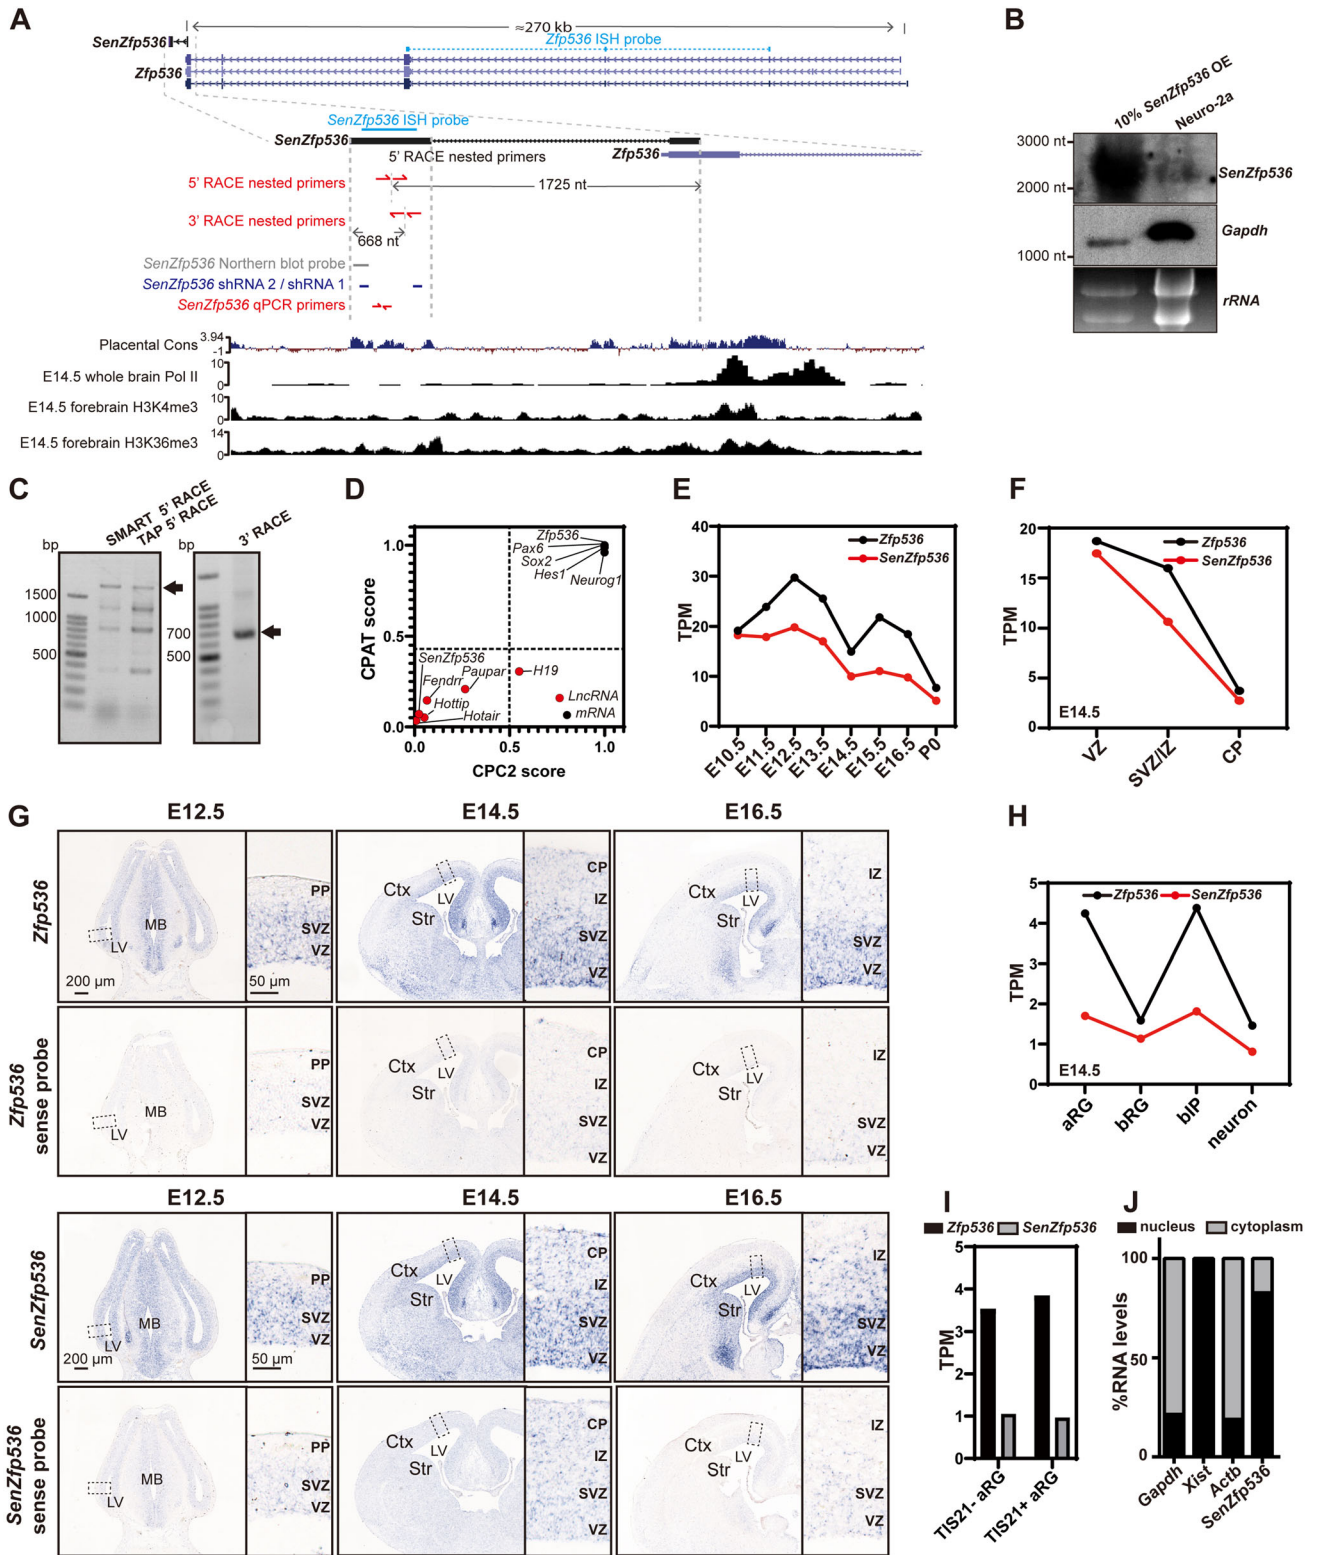 A
≈270 kb
SenZfp536
Zfp536 ISH probe
Zfp536
SenZfp536 ISH probe
SenZfp536
5' RACE nested primers
Zfp536
5' RACE nested primers
1725 nt
3' RACE nested primers
668 nt
SenZfp536 Northern blot probe
SenZfp536 shRNA 2 / shRNA 1
SenZfp536 qPCR primers
Placental Cons
3.94
-1
E14.5 whole brain Pol II
10
0
E14.5 forebrain H3K4me3
10
0
E14.5 forebrain H3K36me3
14
0
B
10% SenZfp536 OE
Neuro-2a
3000 nt
2000 nt
SenZfp536
1000 nt
Gapdh
rRNA
C
SMART 5' RACE
TAP 5' RACE
3' RACE
bp
bp
1500
1000
500
700
500
D
CPAT score
1.0
0.5
0.0
0.0
0.5
1.0
CPC2 score
Zfp536
Pax6
Sox2
Hes1
Neurog1
SenZfp536
Fendrr
Paupar
H19
Hottip
Hotair
LncRNA
mRNA
E
TPM
40
30
20
10
0
Zfp536
SenZfp536
E10.5
E11.5
E12.5
E13.5
E14.5
E15.5
E16.5
P0
F
TPM
20
15
10
5
0
Zfp536
SenZfp536
E14.5
VZ
SVZ/IZ
CP
G
E12.5
E14.5
E16.5
Zfp536
MB
LV
200 µm
PP
SVZ
VZ
50 µm
Ctx
LV
Str
CP
IZ
SVZ
VZ
Ctx
LV
Str
IZ
SVZ
VZ
Zfp536
sense probe
MB
LV
PP
SVZ
VZ
Ctx
LV
Str
CP
IZ
SVZ
VZ
Ctx
LV
Str
IZ
SVZ
VZ
E12.5
E14.5
E16.5
SenZfp536
MB
LV
200 µm
PP
SVZ
VZ
50 µm
Ctx
LV
Str
CP
IZ
SVZ
VZ
Ctx
LV
Str
IZ
SVZ
VZ
SenZfp536
sense probe
MB
LV
PP
SVZ
VZ
Ctx
LV
Str
CP
IZ
SVZ
VZ
Ctx
LV
Str
IZ
SVZ
VZ
H
TPM
5
4
3
2
1
0
Zfp536
SenZfp536
E14.5
aRG
bRG
bIP
neuron
I
Zfp536
SenZfp536
TPM
5
4
3
2
1
0
TIS21- aRG
TIS21+ aRG
J
nucleus
cytoplasm
%RNA levels
100
50
0
Gapdh
Xist
Actb
SenZfp536